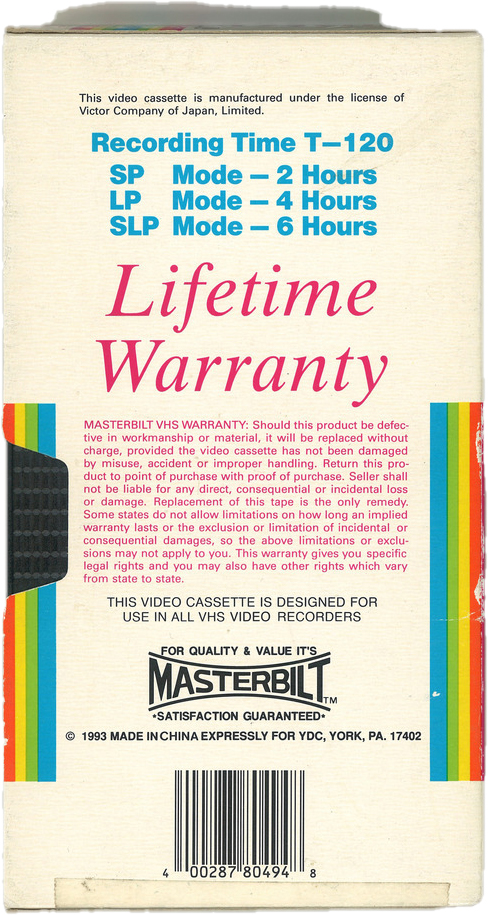 This video cassette is manufactured under the license of
Victor Company of Japan, Limited.
Recording Time T–120
SP Mode – 2 Hours
LP Mode – 4 Hours
SLP Mode – 6 Hours
Lifetime
Warranty
MASTERBILT VHS WARRANTY: Should this product be defec-
tive in workmanship or material, it will be replaced without
charge, provided the video cassette has not been damaged
by misuse, accident or improper handling. Return this pro-
duct to point of purchase with proof of purchase. Seller shall
not be liable for any direct, consequential or incidental loss
or damage. Replacement of this tape is the only remedy.
Some states do not allow limitations on how long an implied
warranty lasts or the exclusion or limitation of incidental or
consequential damages, so the above limitations or exclu-
sions may not apply to you. This warranty gives you specific
legal rights and you may also have other rights which vary
from state to state.
THIS VIDEO CASSETTE IS DESIGNED FOR
USE IN ALL VHS VIDEO RECORDERS
FOR QUALITY & VALUE IT'S
MASTERBILT TM
•SATISFACTION GUARANTEED•
© 1993 MADE IN CHINA EXPRESSLY FOR YDC, YORK, PA. 17402
4 00287 80494 8